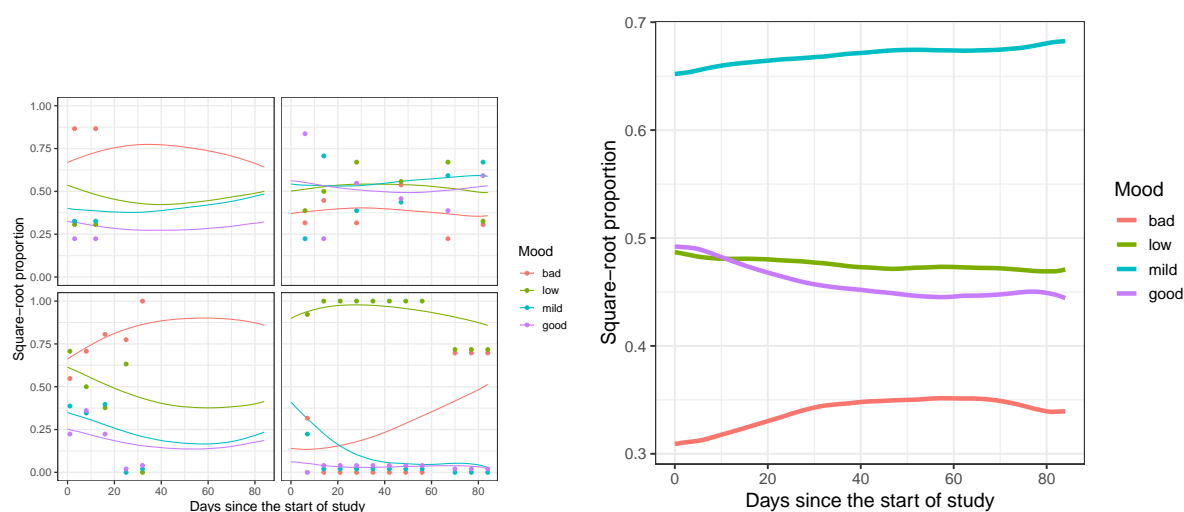 1.00
0.75
0.50
0.25
0.00
1.00
0.75
0.50
0.25
0.00
Square-root proportion
0 20 40 60 80 0 20 40 60 80
Days since the start of study
Mood
bad
low
mild
good
0.7
0.6
0.5
0.4
0.3
Square-root proportion
0 20 40 60 80
Days since the start of study
Mood
bad
low
mild
good